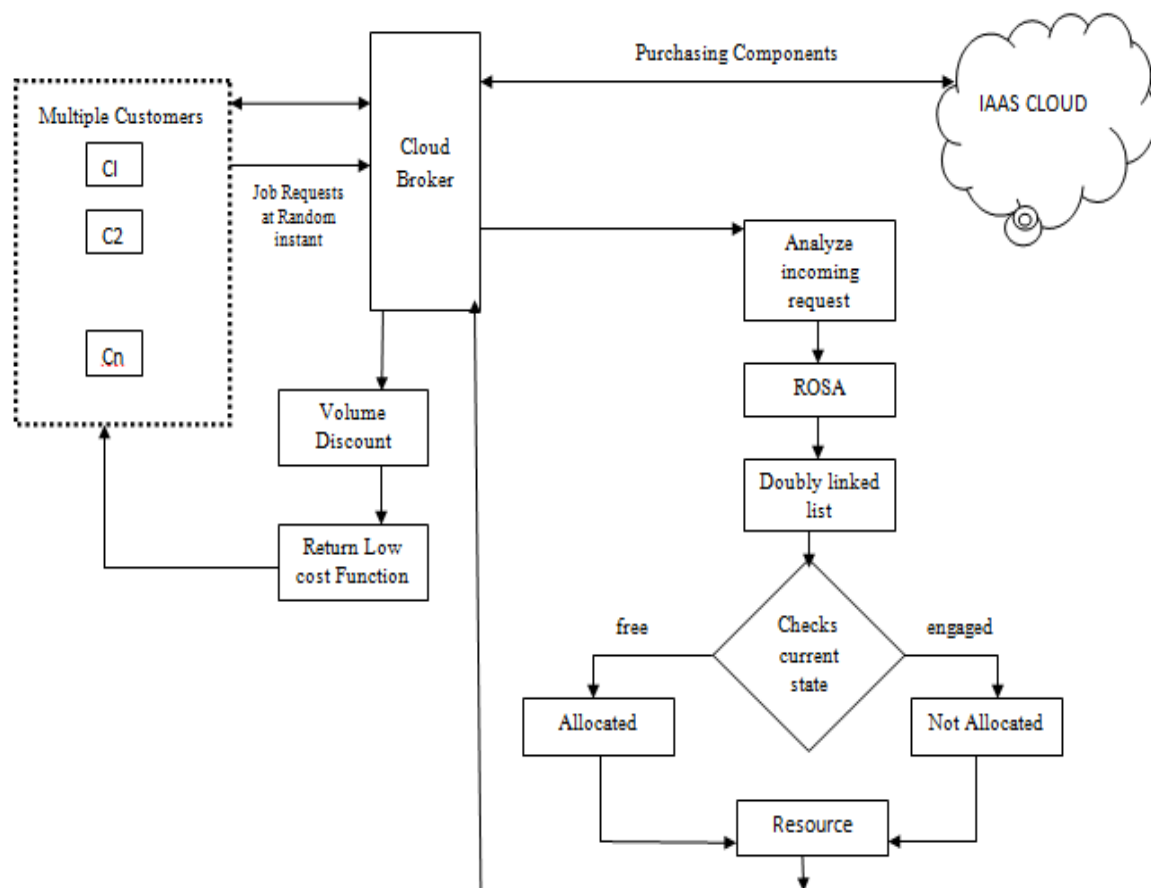 Purchasing Components
IAAS CLOUD
Multiple Customers
C1
C2
Cn
Job Requests
at Random
instant
Cloud
Broker
Analyze
incoming
request
ROSA
Doubly linked
list
Volume
Discount
Return Low
cost Function
Checks
current
state
free
engaged
Allocated
Not Allocated
Resource